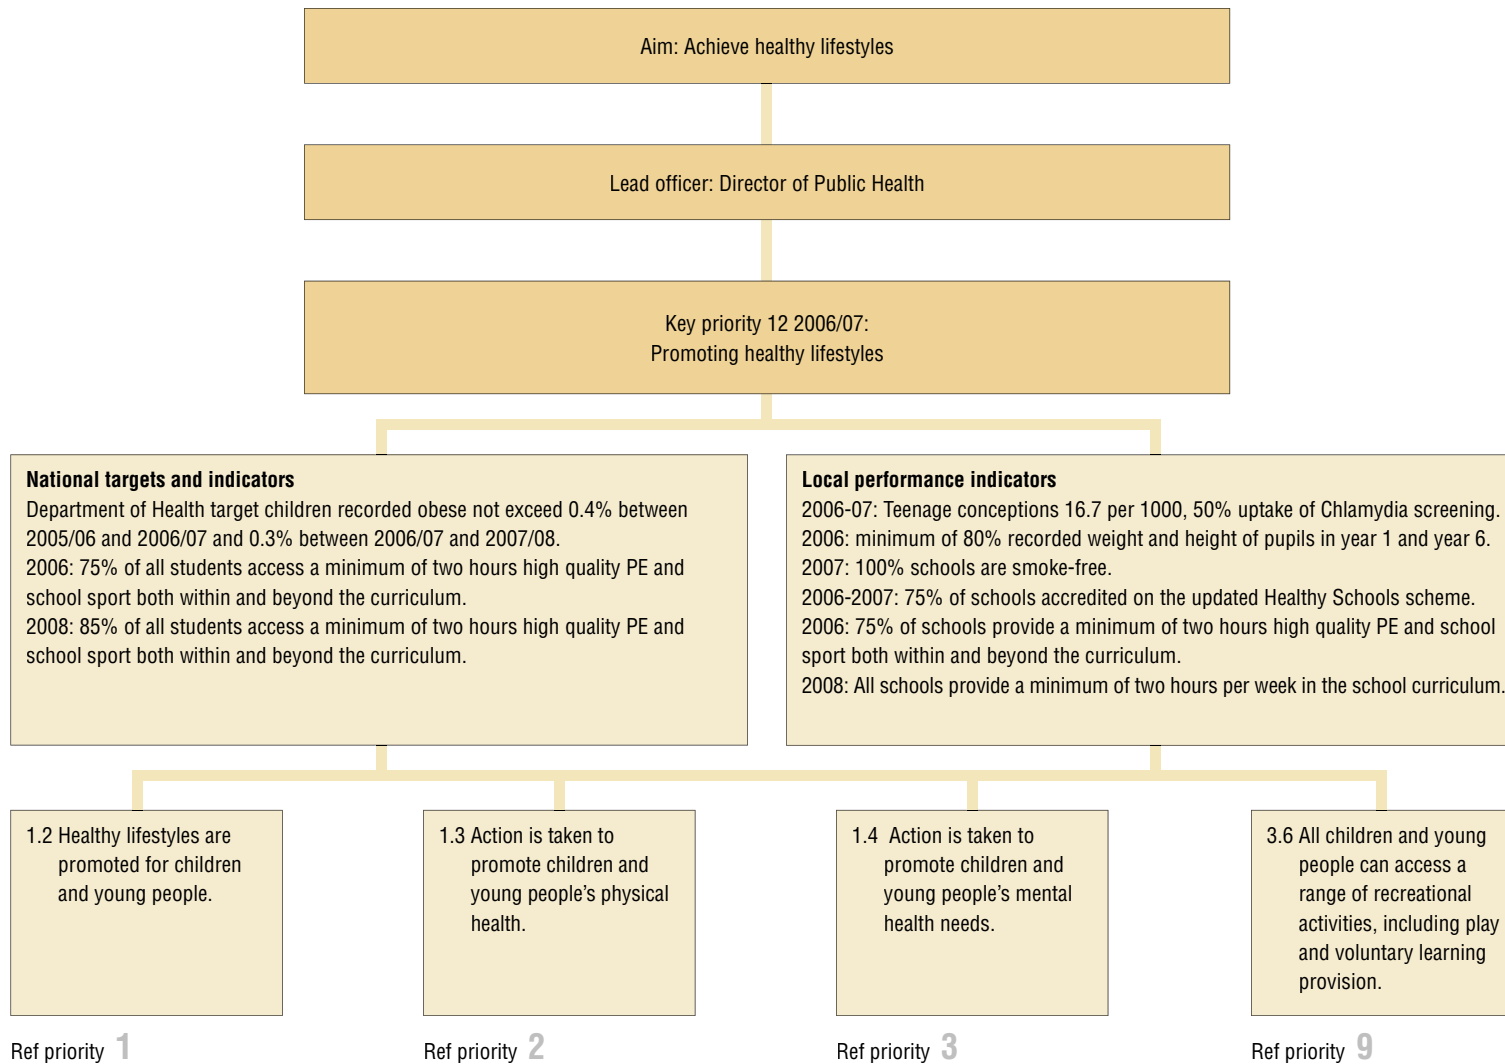 Aim: Achieve healthy lifestyles
Lead officer: Director of Public Health
Key priority 12 2006/07:
Promoting healthy lifestyles
National targets and indicators
Department of Health target children recorded obese not exceed 0.4% between
2005/06 and 2006/07 and 0.3% between 2006/07 and 2007/08.
2006: 75% of all students access a minimum of two hours high quality PE and
school sport both within and beyond the curriculum.
2008: 85% of all students access a minimum of two hours high quality PE and
school sport both within and beyond the curriculum.
Local performance indicators
2006-07: Teenage conceptions 16.7 per 1000, 50% uptake of Chlamydia screening.
2006: minimum of 80% recorded weight and height of pupils in year 1 and year 6.
2007: 100% schools are smoke-free.
2006-2007: 75% of schools accredited on the updated Healthy Schools scheme.
2006: 75% of schools provide a minimum of two hours high quality PE and school
sport both within and beyond the curriculum.
2008: All schools provide a minimum of two hours per week in the school curriculum.
1.2 Healthy lifestyles are
promoted for children
and young people.
Ref priority 1
1.3 Action is taken to
promote children and
young people’s physical
health.
Ref priority 2
1.4 Action is taken to
promote children and
young people’s mental
health needs.
Ref priority 3
3.6 All children and young
people can access a
range of recreational
activities, including play
and voluntary learning
provision.
Ref priority 9